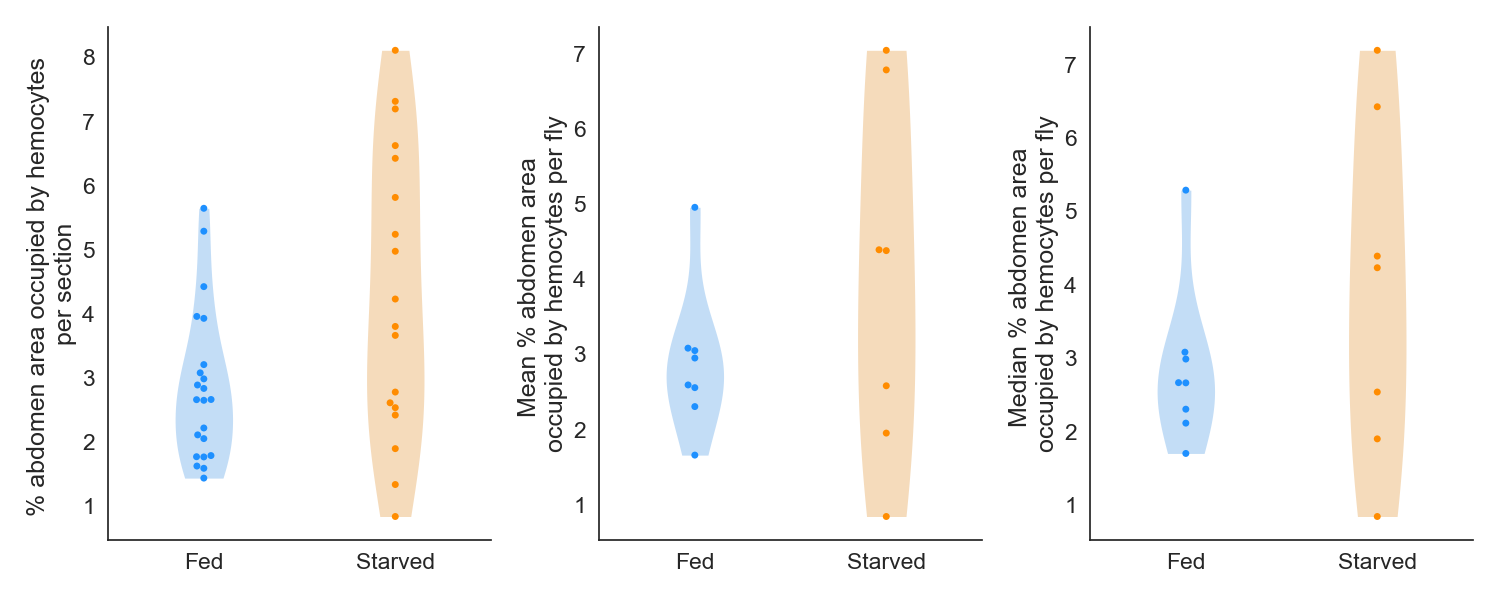 % abdomen area occupied by hemocytes
per section
8
7
6
5
4
3
2
1
Fed
Starved
Mean % abdomen area
occupied by hemocytes per fly
7
6
5
4
3
2
1
Fed
Starved
Median % abdomen area
occupied by hemocytes per fly
7
6
5
4
3
2
1
Fed
Starved